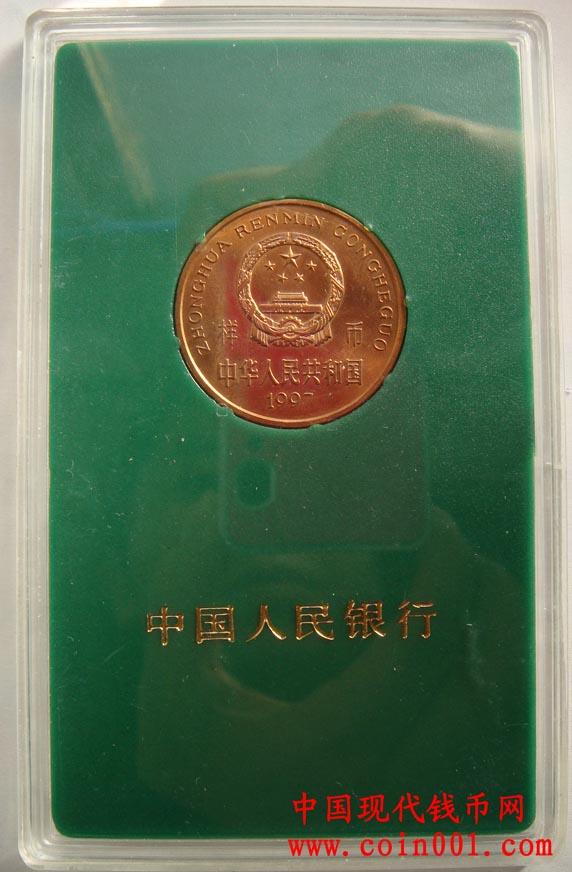 ZHONGHUA RENMIN GONGHEGUO
样 币
中华人民共和国
1997
中国人民银行
中国现代钱币网
www.coin001.com